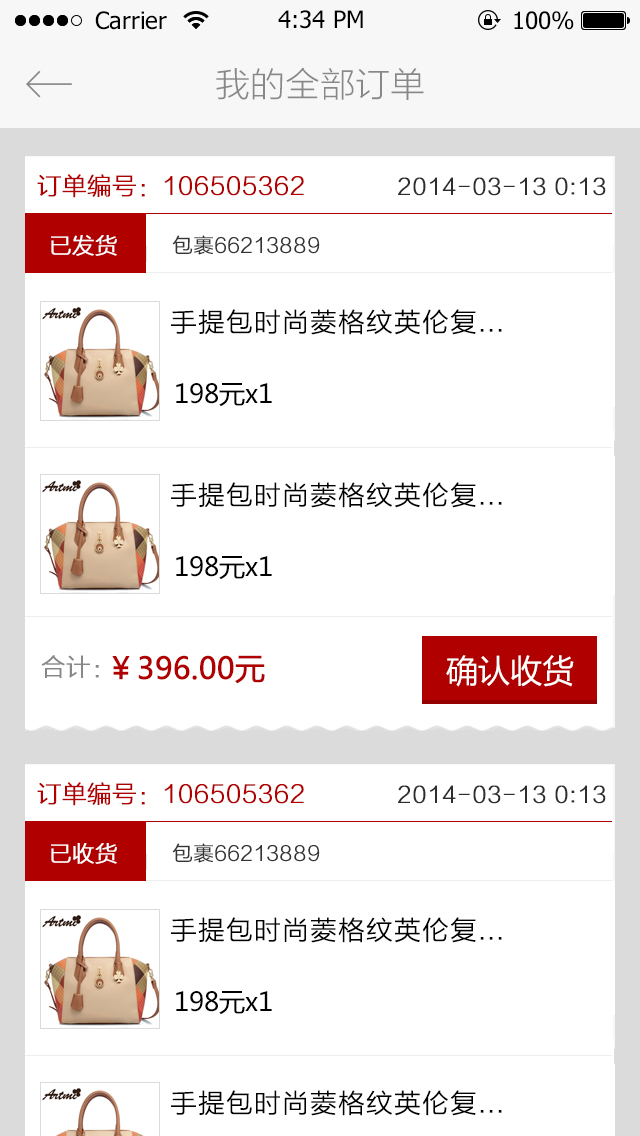 Carrier 4:34 PM 100%
我的全部订单
订单编号：106505362 2014-03-13 0:13
已发货 包裹66213889
Artmi
手提包时尚菱格纹英伦复...
198元x1
Artmi
手提包时尚菱格纹英伦复...
198元x1
合计：¥ 396.00元 确认收货
订单编号：106505362 2014-03-13 0:13
已收货 包裹66213889
Artmi
手提包时尚菱格纹英伦复...
198元x1
Artmi
手提包时尚菱格纹英伦复...